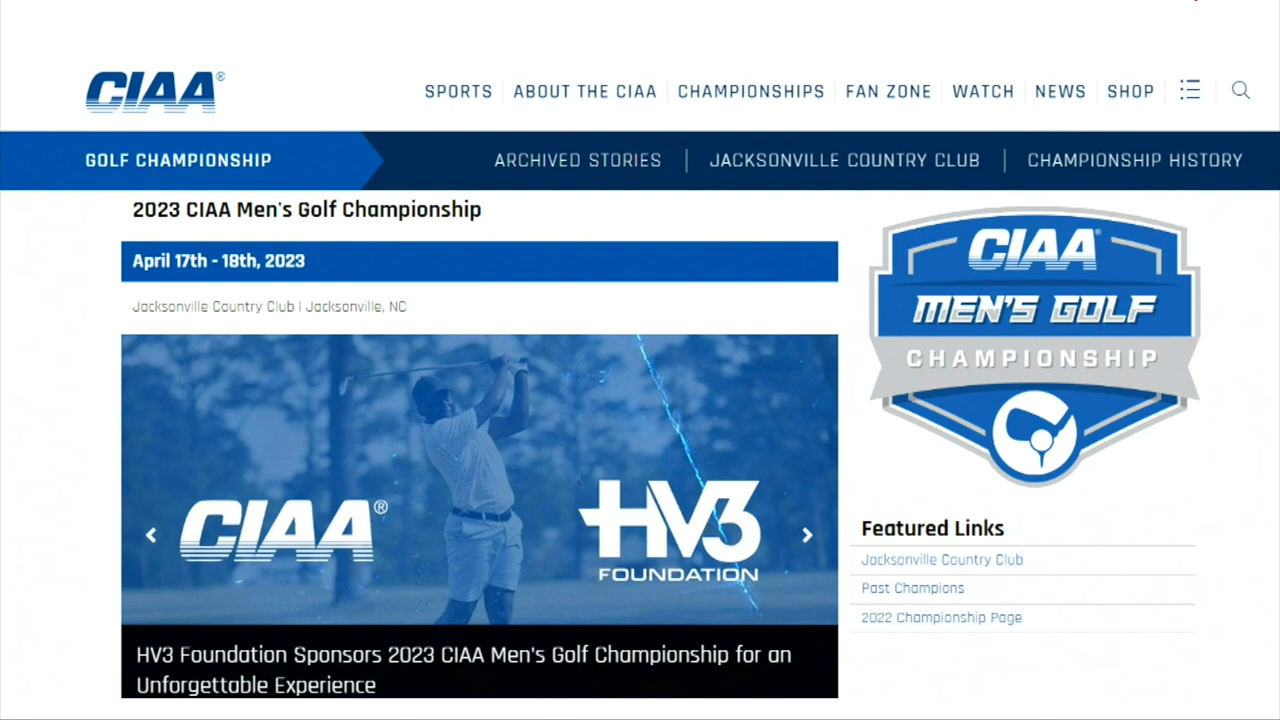 CIAA®
SPORTS
ABOUT THE CIAA
CHAMPIONSHIPS
FAN ZONE
WATCH
NEWS
SHOP
GOLF CHAMPIONSHIP
ARCHIVED STORIES
JACKSONVILLE COUNTRY CLUB
CHAMPIONSHIP HISTORY
2023 CIAA Men's Golf Championship
April 17th - 18th, 2023
Jacksonville Country Club | Jacksonville, NC
CIAA®
HV3
FOUNDATION
HV3 Foundation Sponsors 2023 CIAA Men's Golf Championship for an
Unforgettable Experience
CIAA®
MEN'S GOLF
CHAMPIONSHIP
Featured Links
Jacksonville Country Club
Past Champions
2022 Championship Page